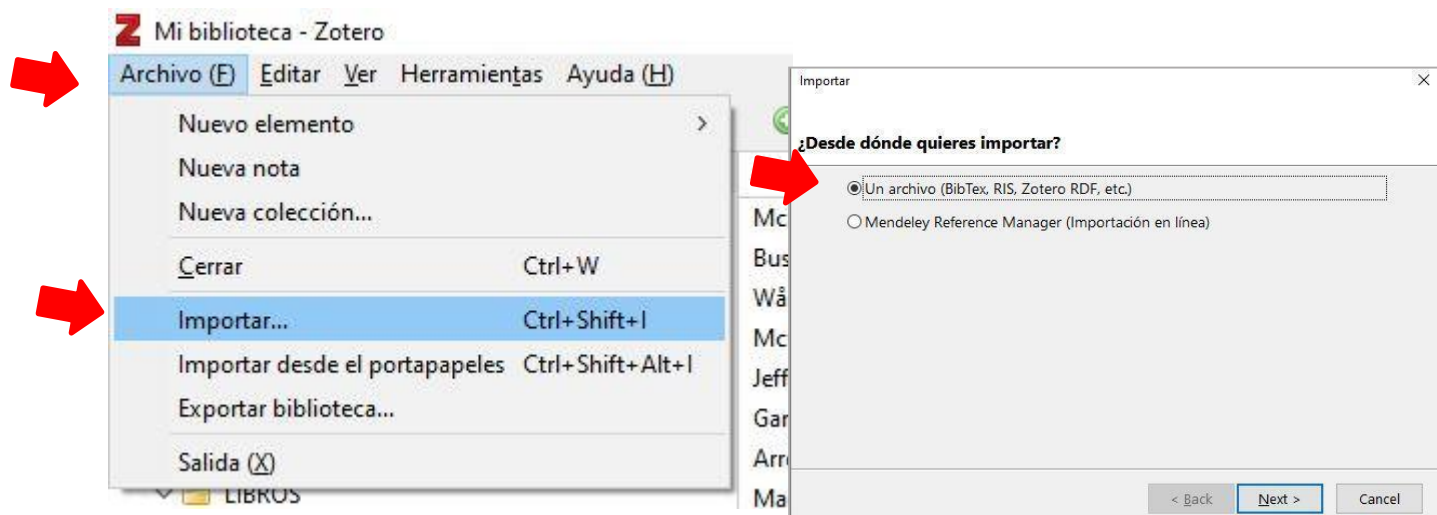 Mi biblioteca - Zotero
Archivo (F) Editar Ver Herramientas Ayuda (H)
Nuevo elemento
Nueva nota
Nueva colección...
Cerrar Ctrl+W
Importar... Ctrl+Shift+I
Importar desde el portapapeles Ctrl+Shift+Alt+I
Exportar biblioteca...
Salida (X)
LIBROS
Mc
Bus
Wå
Mc
Jeff
Gar
Arr
Ma
Importar
¿Desde dónde quieres importar?
Un archivo (BibTex, RIS, Zotero RDF, etc.)
Mendeley Reference Manager (Importación en línea)
< Back Next > Cancel